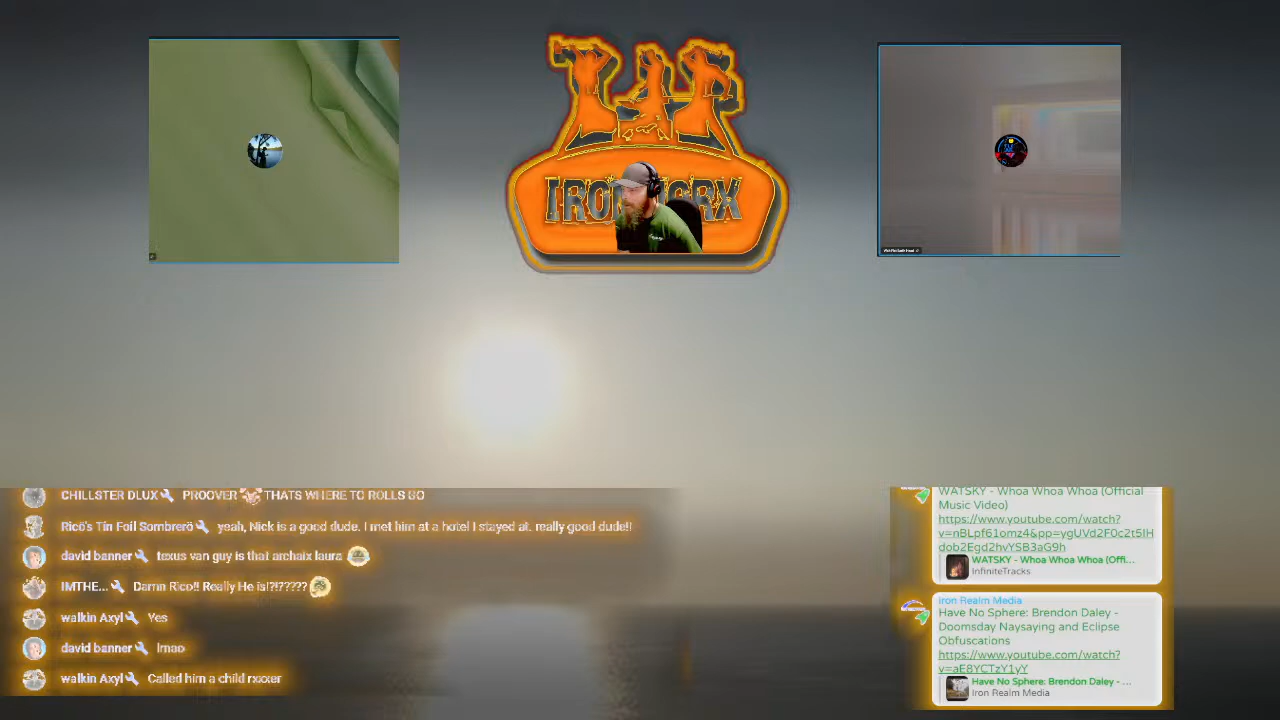 IRON WORX
CHILLSTER DLUX PROOVER THATS WHERE TO ROLLS GO
Ricö's Tin Foil Sombrerö yeah, Nick is a good dude. I met him at a hotel I stayed at. really good dude!!
david banner texus van guy is that archaix laura
IMTHE... Damn Rico!! Really He is!?!?????
walkin Axyl Yes
david banner lmao
walkin Axyl Called him a child rxxxer
WATSKY - Whoa Whoa Whoa (Official
Music Video)
https://www.youtube.com/watch?
v=nBLpf61omz4&pp=ygUVd2F0c2t5IH
dob2Egd2hvYSB3aG9h
WATSKY - Whoa Whoa Whoa (Offi...
InfiniteTracks
Iron Realm Media
Have No Sphere: Brendon Daley -
Doomsday Naysaying and Eclipse
Obfuscations
https://www.youtube.com/watch?
v=aE8YCTzY1yY
Have No Sphere: Brendon Daley - ...
Iron Realm Media